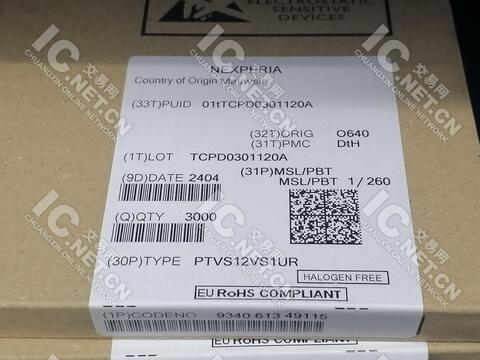 ELECTROSTATIC
SENSITIVE
DEVICES
NEXPERIA
Country of Origin Malaysia
(33T)PUID 01tTCPD0301120A
(32T)ORIG O640
(31T)PMC DtH
(1T)LOT TCPD0301120A
(31P)MSL/PBT
(9D)DATE 2404
MSL/PBT 1/260
(Q)QTY 3000
(30P)TYPE PTVS12VS1UR
HALOGEN FREE
EU RoHS COMPLIANT
(1P)CODENO 9340 613 49115
EU RoHS COMPLIANT
IC.交易网
CHUANGXIN.ONLINE NETWORK
IC.NET.CN